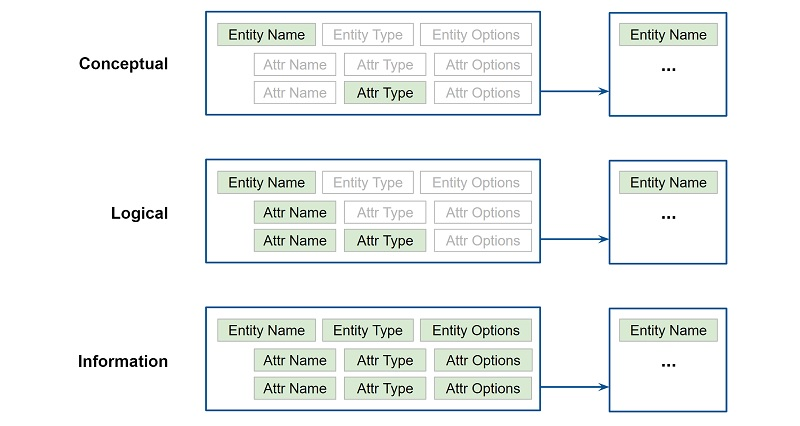 Entity Name Entity Type Entity Options Entity Name
Conceptual Attr Name Attr Type Attr Options ...
Attr Name Attr Type Attr Options
Entity Name Entity Type Entity Options Entity Name
Logical Attr Name Attr Type Attr Options ...
Attr Name Attr Type Attr Options
Entity Name Entity Type Entity Options Entity Name
Information Attr Name Attr Type Attr Options ...
Attr Name Attr Type Attr Options